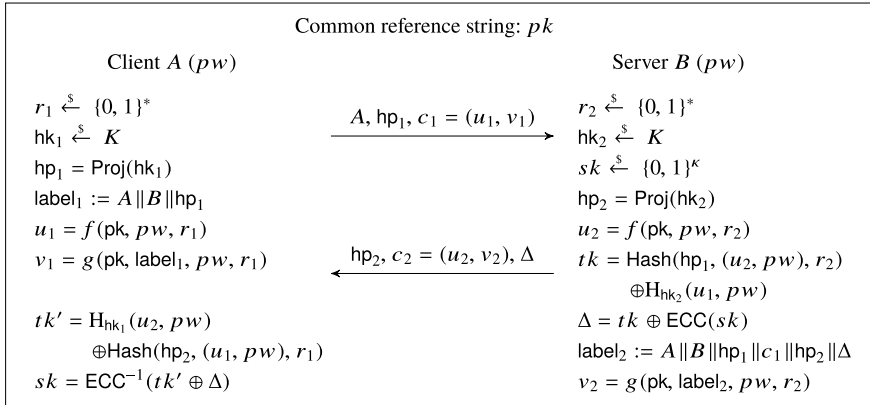 Common reference string: pk
Client A (pw)
Server B (pw)
r₁ ←$ {0, 1}*
hk₁ ←$ K
hp₁ = Proj(hk₁)
label₁ := A∥B∥hp₁
u₁ = f(pk, pw, r₁)
v₁ = g(pk, label₁, pw, r₁)
tk′ = H_hk₁(u₂, pw)
⊕Hash(hp₂, (u₁, pw), r₁)
sk = ECC⁻¹(tk′ ⊕ Δ)
A, hp₁, c₁ = (u₁, v₁)
hp₂, c₂ = (u₂, v₂), Δ
r₂ ←$ {0, 1}*
hk₂ ←$ K
sk ←$ {0, 1}^κ
hp₂ = Proj(hk₂)
u₂ = f(pk, pw, r₂)
tk = Hash(hp₁, (u₂, pw), r₂)
⊕H_hk₂(u₁, pw)
Δ = tk ⊕ ECC(sk)
label₂ := A∥B∥hp₁∥c₁∥hp₂∥Δ
v₂ = g(pk, label₂, pw, r₂)